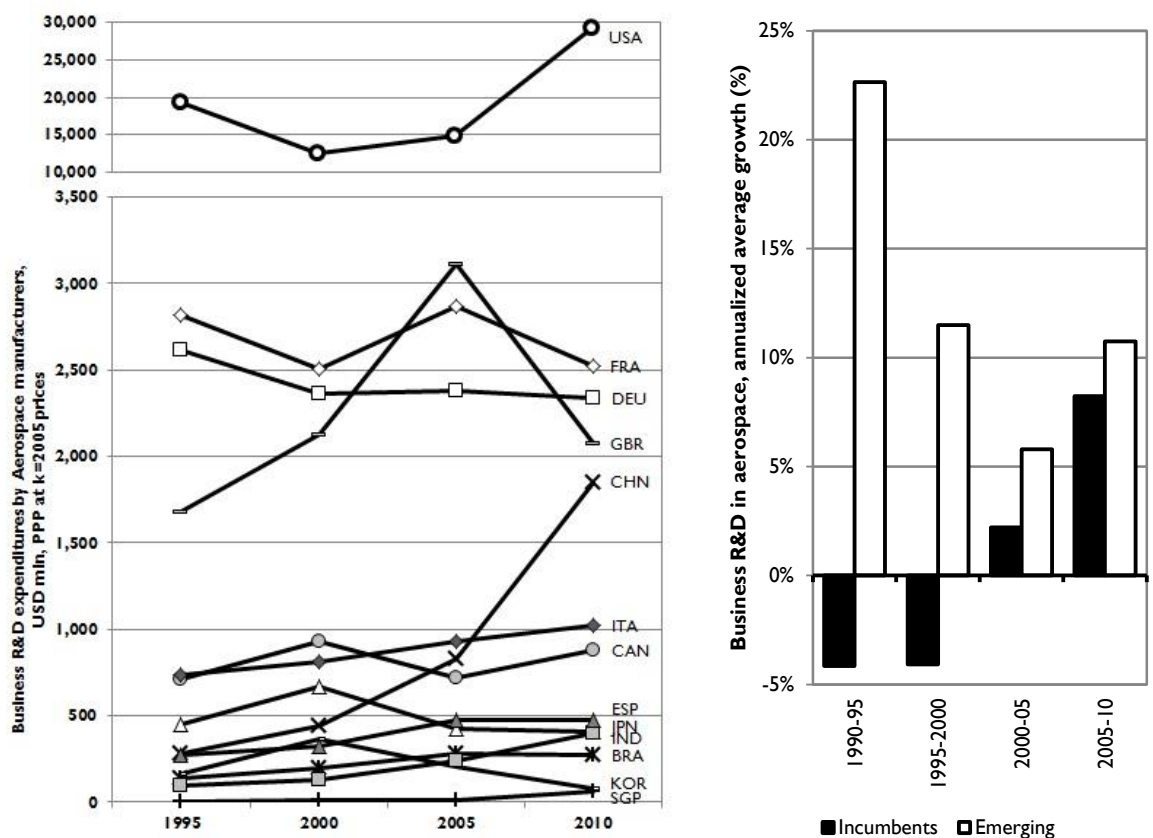 30,000
25,000
20,000
15,000
10,000
USA
3,500
3,000
2,500
2,000
1,500
1,000
500
0
Business R&D expenditures by Aerospace manufacturers,
USD mln, PPP at k=2005 prices
FRA
DEU
GBR
CHN
ITA
CAN
ESP
JPN
IND
BRA
KOR
SGP
1995 2000 2005 2010
25%
20%
15%
10%
5%
0%
-5%
Business R&D in aerospace, annualized average growth (%)
1990-95
1995-2000
2000-05
2005-10
Incumbents Emerging